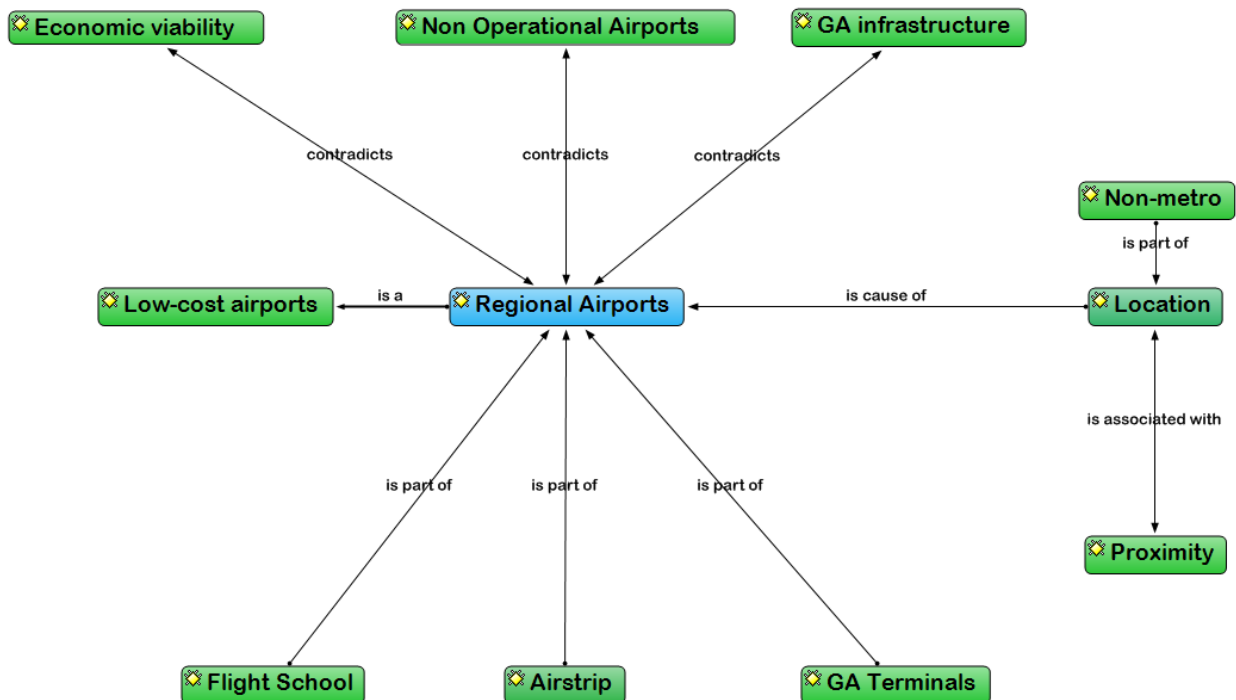 Economic viability
Non Operational Airports
GA infrastructure
contradicts
contradicts
contradicts
Non-metro
is part of
Low-cost airports
is a
Regional Airports
is cause of
Location
is associated with
is part of
is part of
is part of
Proximity
Flight School
Airstrip
GA Terminals